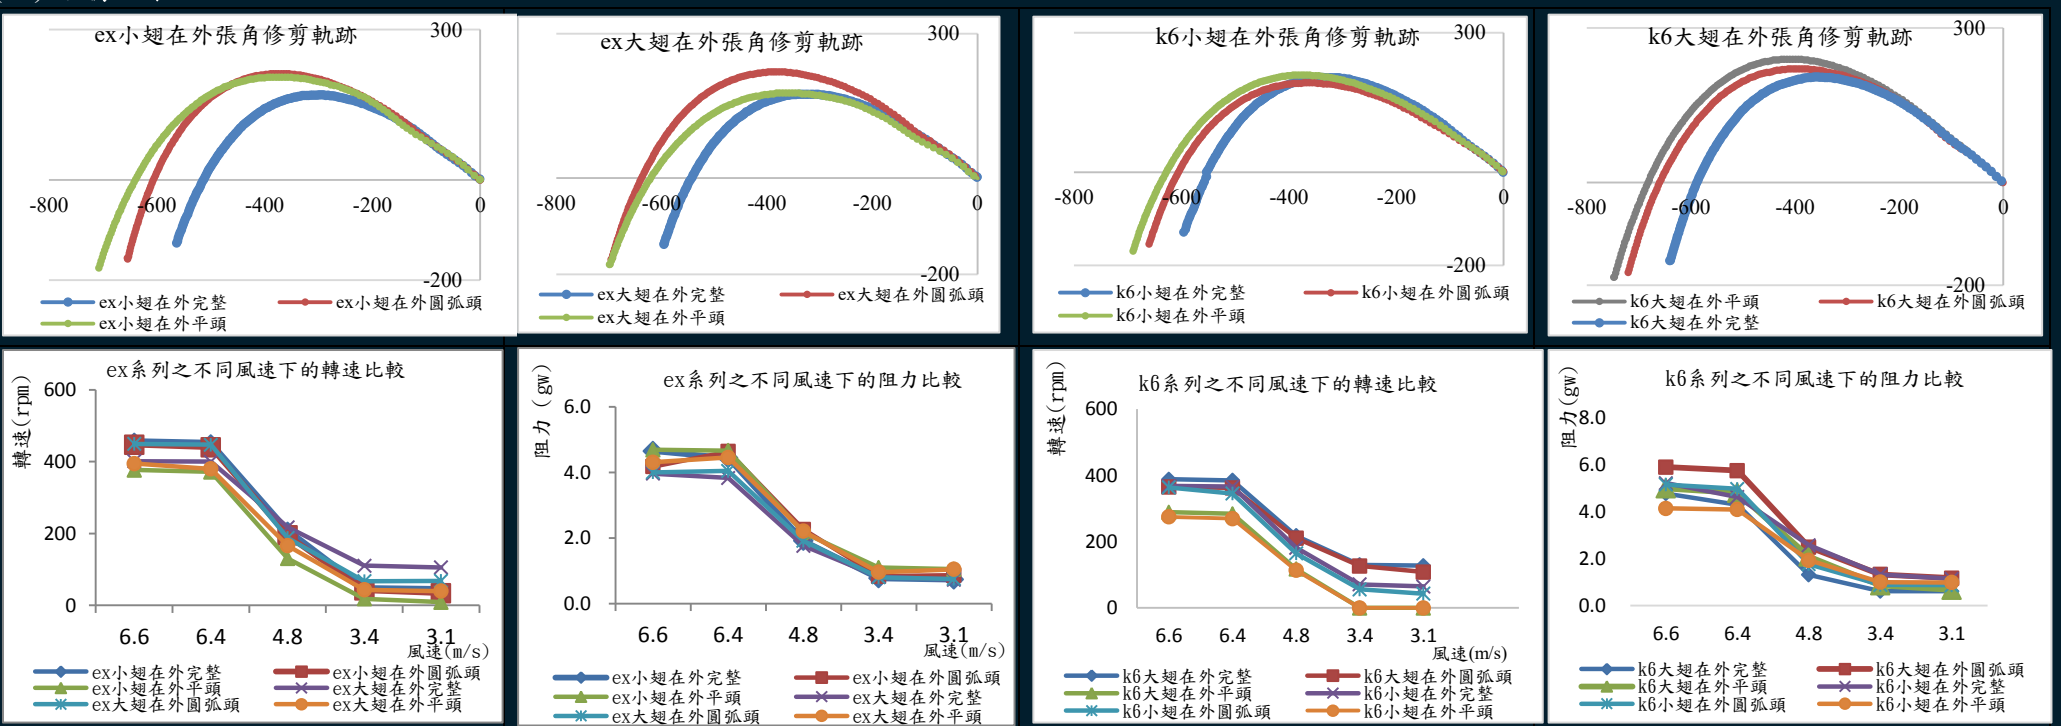 ex小翅在外張角修剪軌跡
300
-800
-600
-400
-200
0
-200
ex小翅在外完整
ex小翅在外圓弧頭
ex小翅在外平頭
ex大翅在外張角修剪軌跡
300
-800
-600
-400
-200
0
-200
ex大翅在外完整
ex大翅在外圓弧頭
ex大翅在外平頭
k6小翅在外張角修剪軌跡
300
-800
-600
-400
-200
0
-200
k6小翅在外完整
k6小翅在外圓弧頭
k6小翅在外平頭
k6大翅在外張角修剪軌跡
300
-800
-600
-400
-200
0
-200
k6大翅在外平頭
k6大翅在外圓弧頭
k6大翅在外完整
ex系列之不同風速下的轉速比較
轉速(rpm)
600
400
200
0
6.6 6.4 4.8 3.4 3.1
風速(m/s)
ex小翅在外完整
ex小翅在外圓弧頭
ex小翅在外平頭
ex大翅在外完整
ex大翅在外圓弧頭
ex大翅在外平頭
ex系列之不同風速下的阻力比較
阻力(gw)
6.0
4.0
2.0
0.0
6.6 6.4 4.8 3.4 3.1
風速(m/s)
ex小翅在外完整
ex小翅在外圓弧頭
ex小翅在外平頭
ex大翅在外完整
ex大翅在外圓弧頭
ex大翅在外平頭
k6系列之不同風速下的轉速比較
轉速(rpm)
600
400
200
0
6.6 6.4 4.8 3.4 3.1
風速(m/s)
k6大翅在外完整
k6大翅在外圓弧頭
k6大翅在外平頭
k6小翅在外完整
k6小翅在外圓弧頭
k6小翅在外平頭
k6系列之不同風速下的阻力比較
阻力(gw)
8.0
6.0
4.0
2.0
0.0
6.6 6.4 4.8 3.4 3.1
k6大翅在外完整
k6大翅在外圓弧頭
k6大翅在外平頭
k6小翅在外完整
k6小翅在外圓弧頭
k6小翅在外平頭